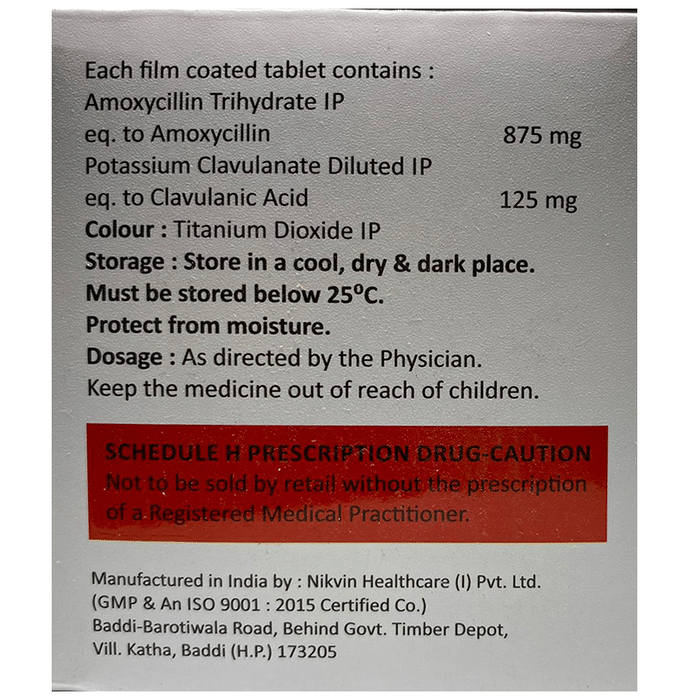 Each film coated tablet contains :
Amoxycillin Trihydrate IP
eq. to Amoxycillin 875 mg
Potassium Clavulanate Diluted IP
eq. to Clavulanic Acid 125 mg
Colour : Titanium Dioxide IP
Storage : Store in a cool, dry & dark place.
Must be stored below 25⁰C.
Protect from moisture.
Dosage : As directed by the Physician.
Keep the medicine out of reach of children.
SCHEDULE H PRESCRIPTION DRUG-CAUTION
Not to be sold by retail without the prescription
of a Registered Medical Practitioner.
Manufactured in India by : Nikvin Healthcare (I) Pvt. Ltd.
(GMP & An ISO 9001 : 2015 Certified Co.)
Baddi-Barotiwala Road, Behind Govt. Timber Depot,
Vill. Katha, Baddi (H.P.) 173205